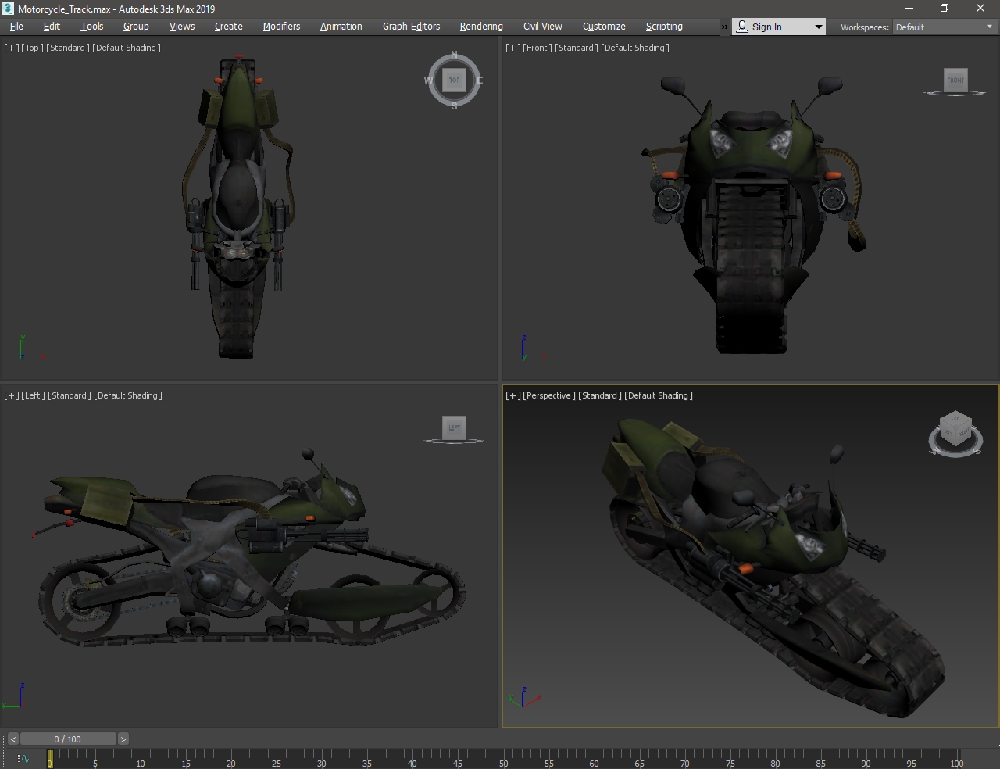 Motorcycle_Track.max - Autodesk 3ds Max 2019
File Edit Tools Group Views Create Modifiers Animation Graph Editors Rendering Civil View Customize Scripting » Sign In Workspaces: Default
[+] [Top] [Standard] [Default Shading]
[+] [Front] [Standard] [Default Shading]
N
W TOP E
S
FRONT
Z
[+] [Left] [Standard] [Default Shading]
[+] [Perspective] [Standard] [Default Shading]
LEFT
< 0 / 100 >
0 5 10 15 20 25 30 35 40 45 50 55 60 65 70 75 80 85 90 95 100